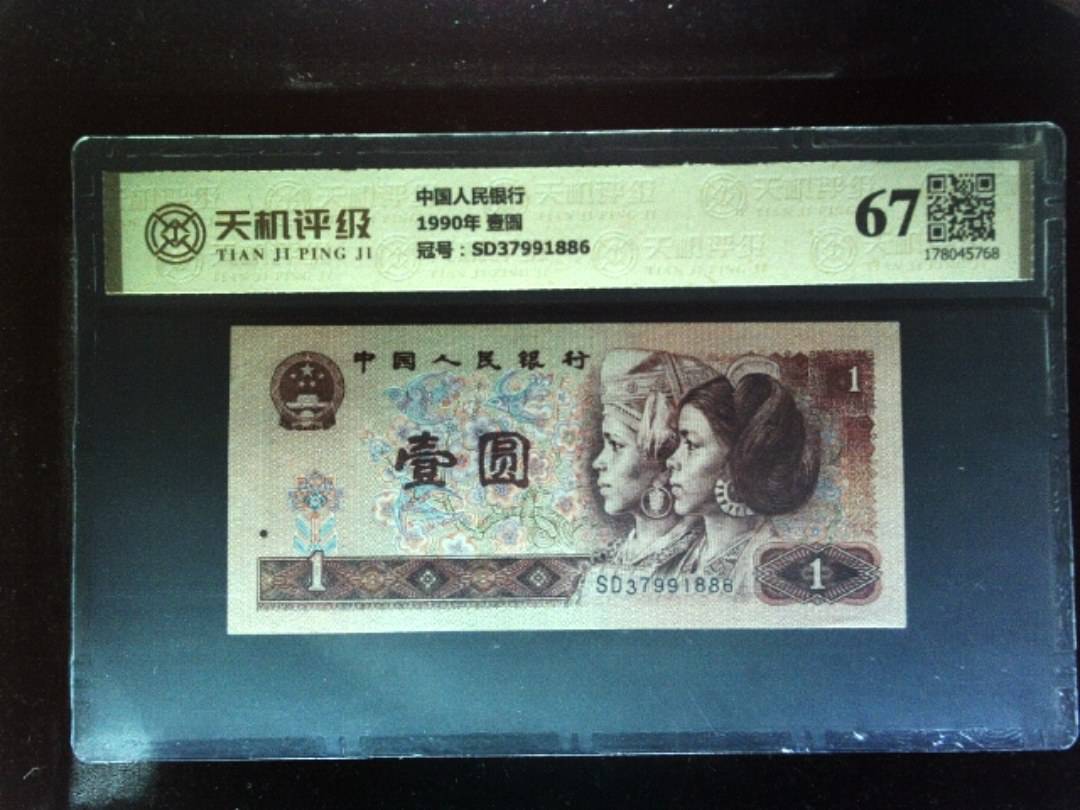 天机评级
TIAN JI PING JI
中国人民银行
1990年 壹圆
冠号：SD37991886
67
178045768
中国人民银行
1
壹圆
1
SD37991886
1